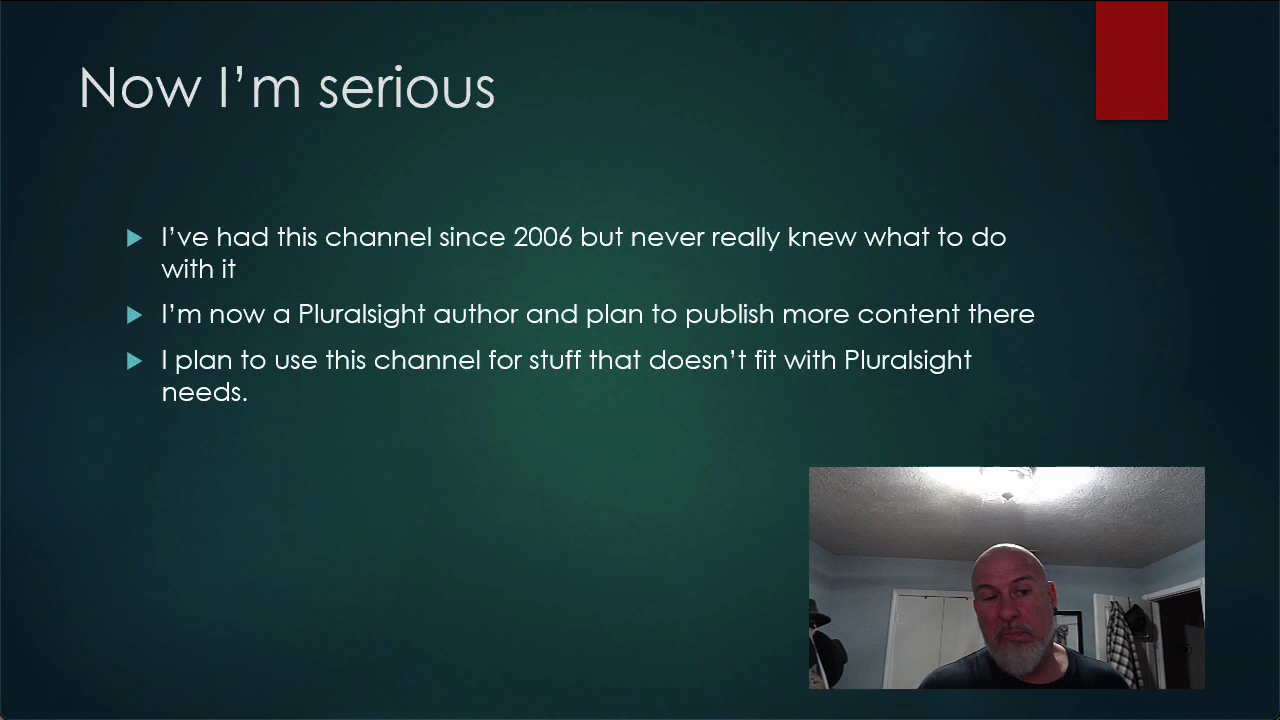 Now I’m serious
I’ve had this channel since 2006 but never really knew what to do
with it
I’m now a Pluralsight author and plan to publish more content there
I plan to use this channel for stuff that doesn’t fit with Pluralsight
needs.